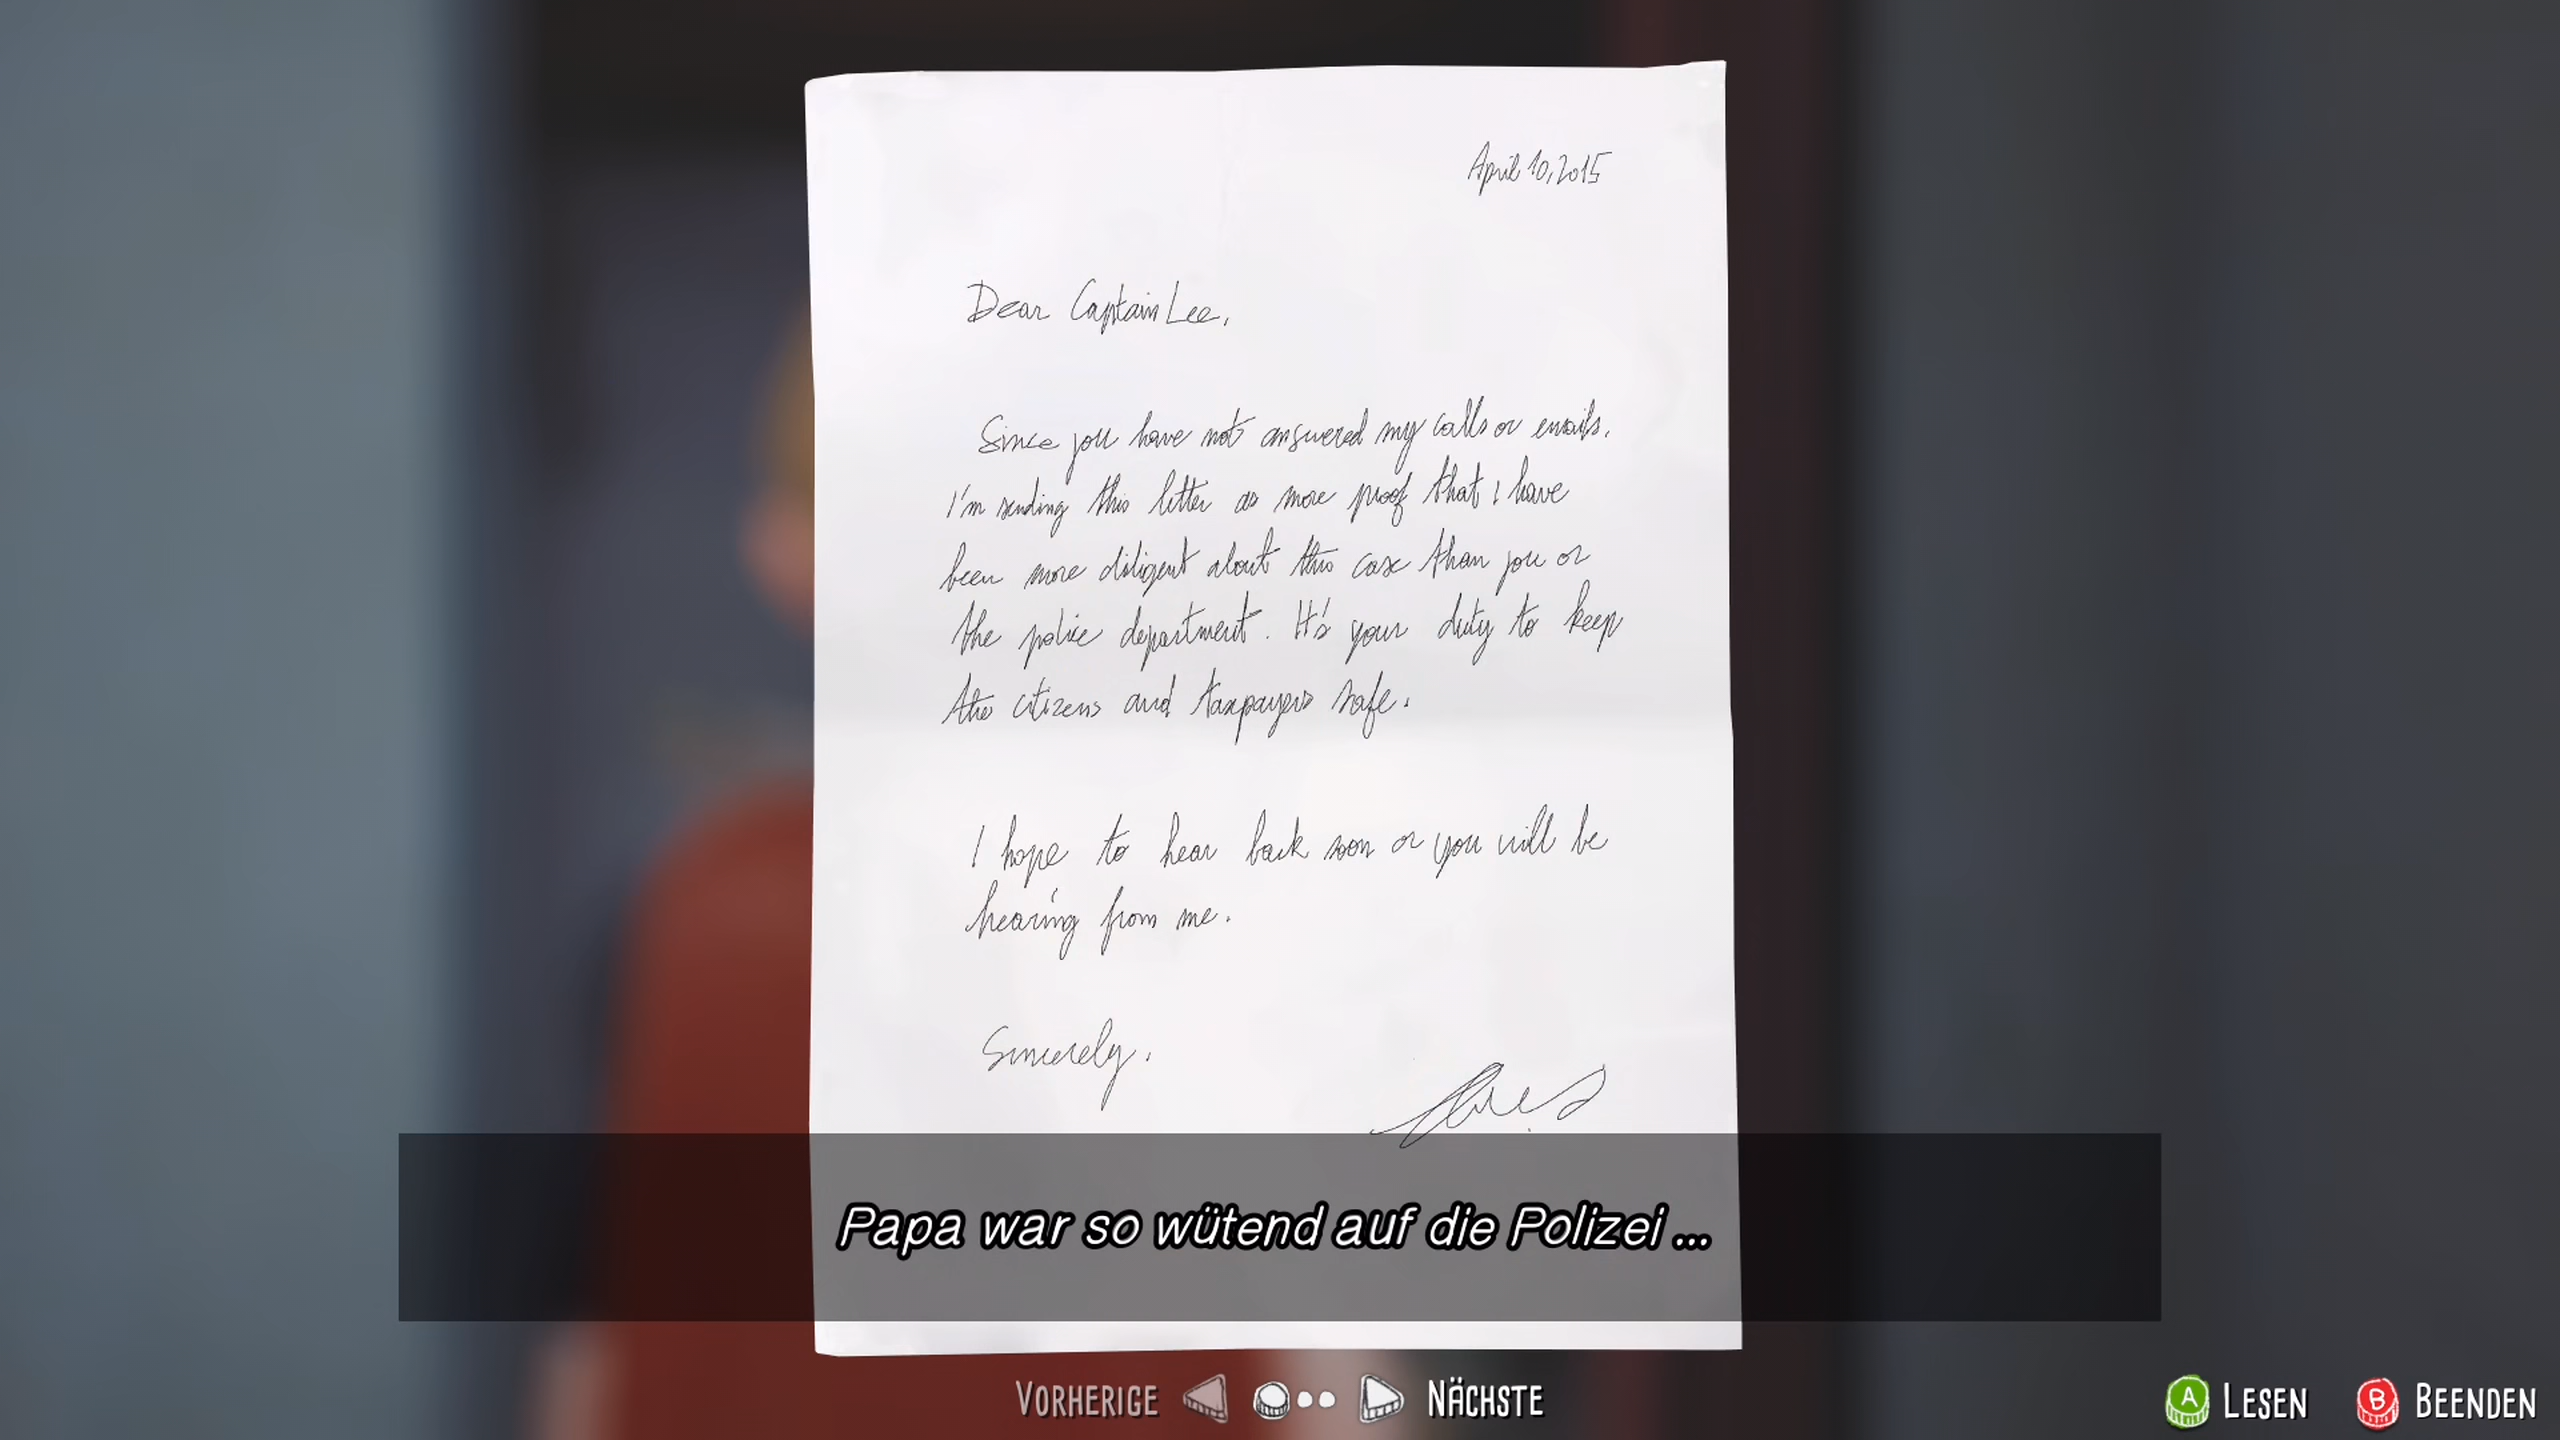 April 10, 2015
Dear Captain Lee,
Since you have not answered my calls or emails,
I'm sending this letter as more proof that I have
been more diligent about this case than you or
the police department. It's your duty to keep
the citizens and taxpayers safe.
I hope to hear back soon or you will be
hearing from me.
Sincerely,
Papa war so wütend auf die Polizei ...
VORHERIGE NÄCHSTE
A LESEN B BEENDEN